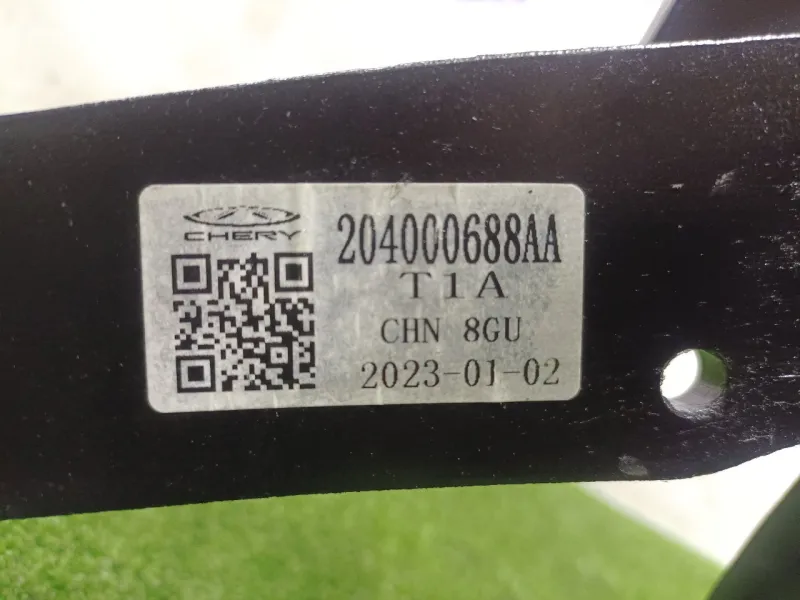 CHERY
204000688AA
T1A
CHN 8GU
2023-01-02